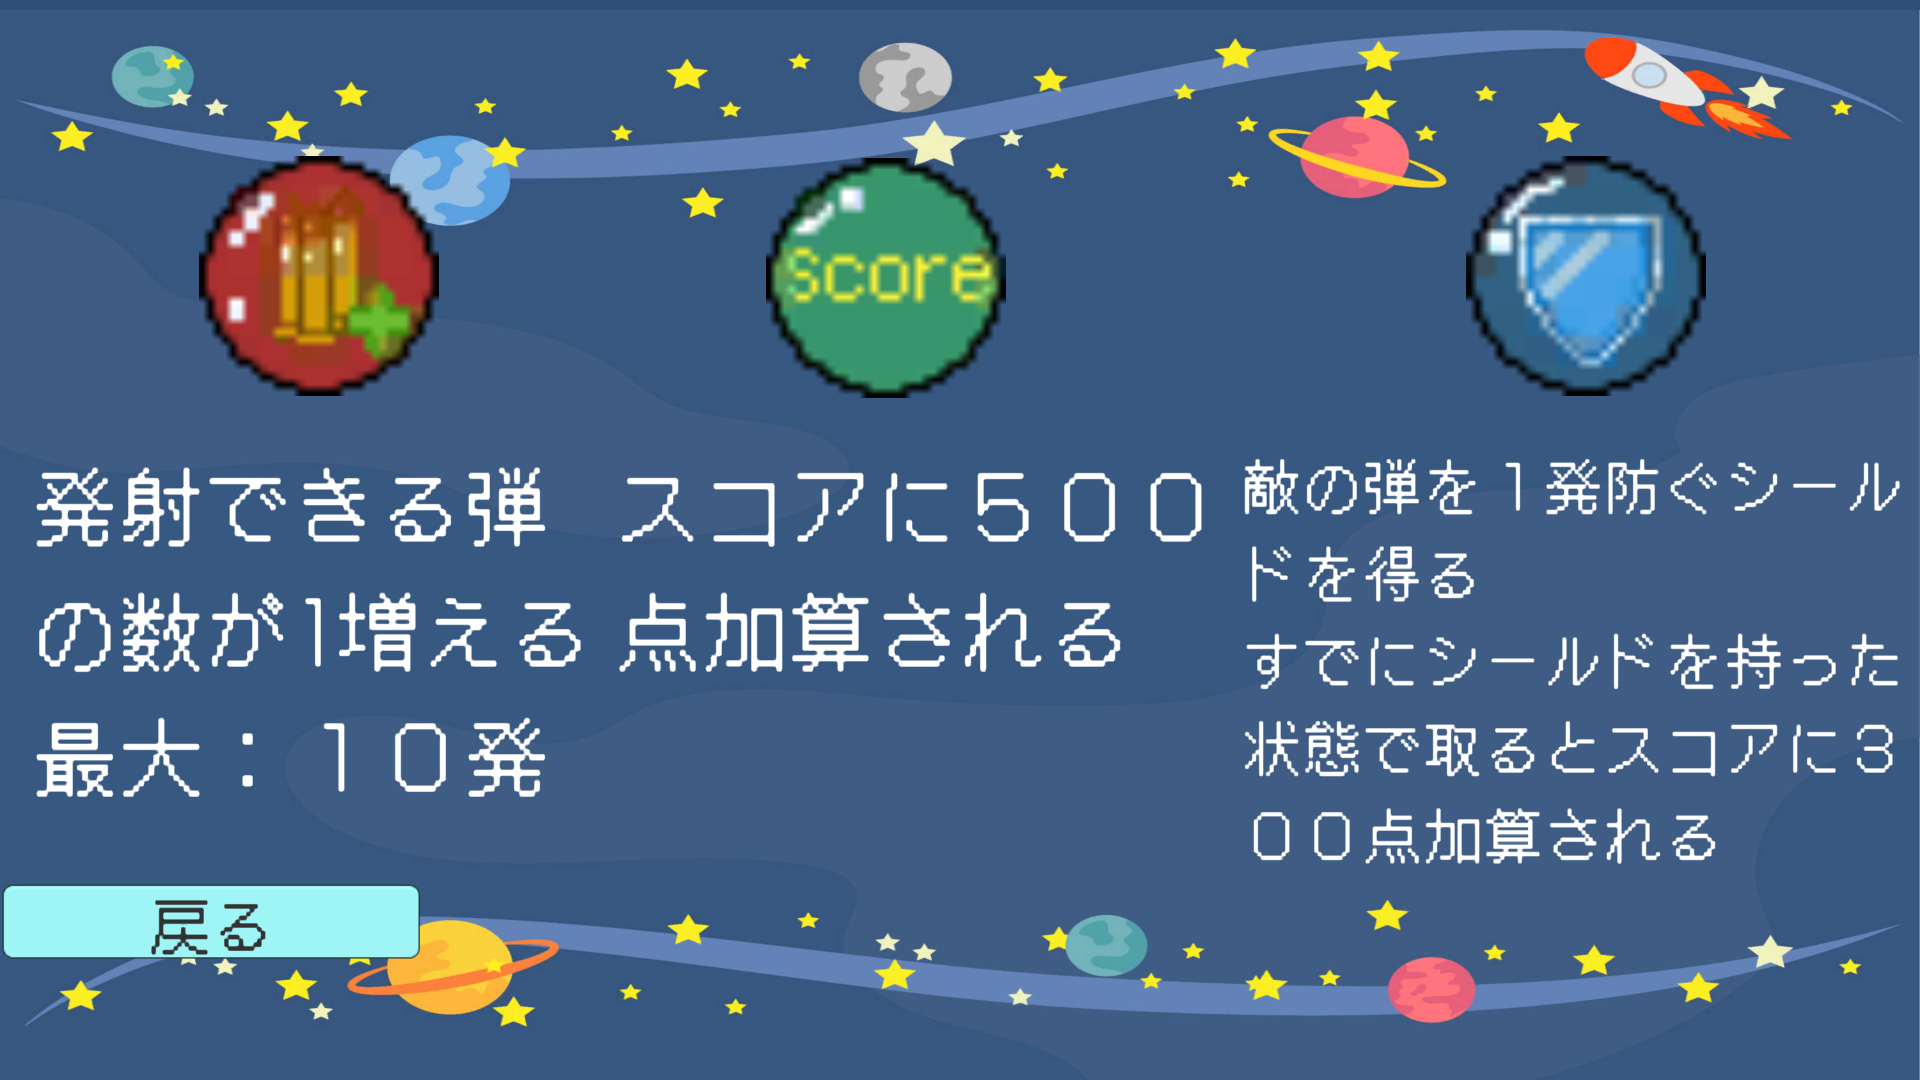 score
発射できる弾
の数が1増える
最大：１０発
スコアに５００
点加算される
敵の弾を１発防ぐシール
ドを得る
すでにシールドを持った
状態で取るとスコアに３
００点加算される
戻る